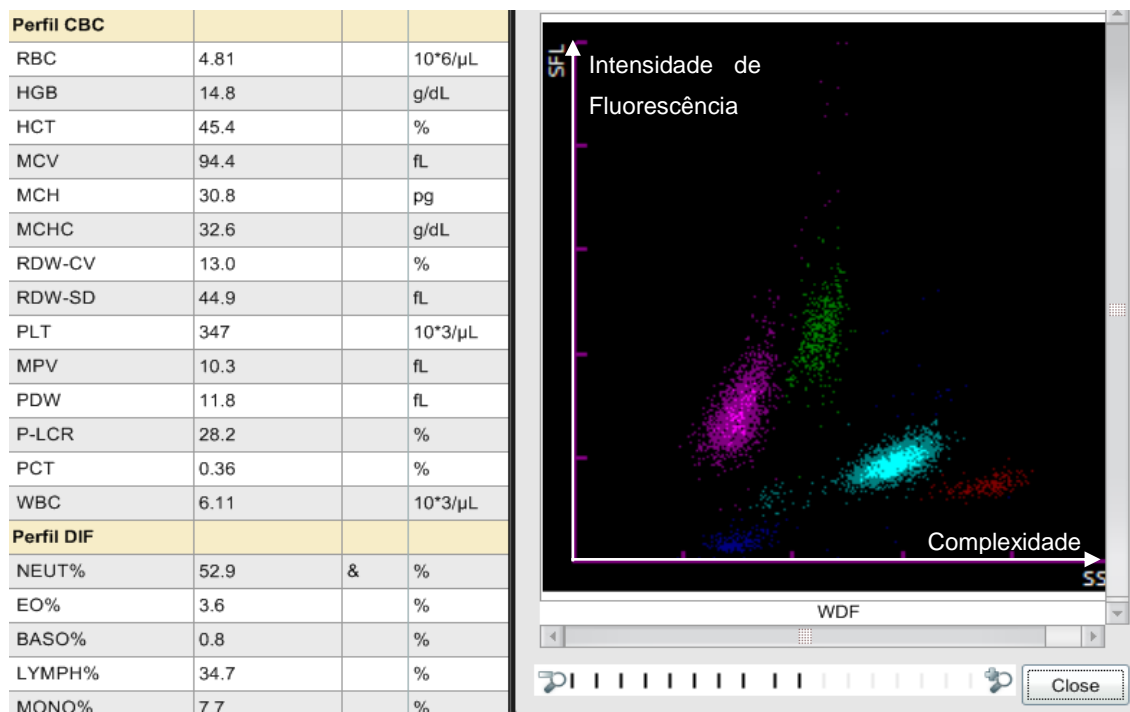 Perfil CBC
RBC 4.81 10*6/µL
HGB 14.8 g/dL
HCT 45.4 %
MCV 94.4 fL
MCH 30.8 pg
MCHC 32.6 g/dL
RDW-CV 13.0 %
RDW-SD 44.9 fL
PLT 347 10*3/µL
MPV 10.3 fL
PDW 11.8 fL
P-LCR 28.2 %
PCT 0.36 %
WBC 6.11 10*3/µL
Perfil DIF
NEUT% 52.9 & %
EO% 3.6 %
BASO% 0.8 %
LYMPH% 34.7 %
MONO% 7.7 %
SFL
Intensidade de
Fluorescência
Complexidade
SS
WDF
Close